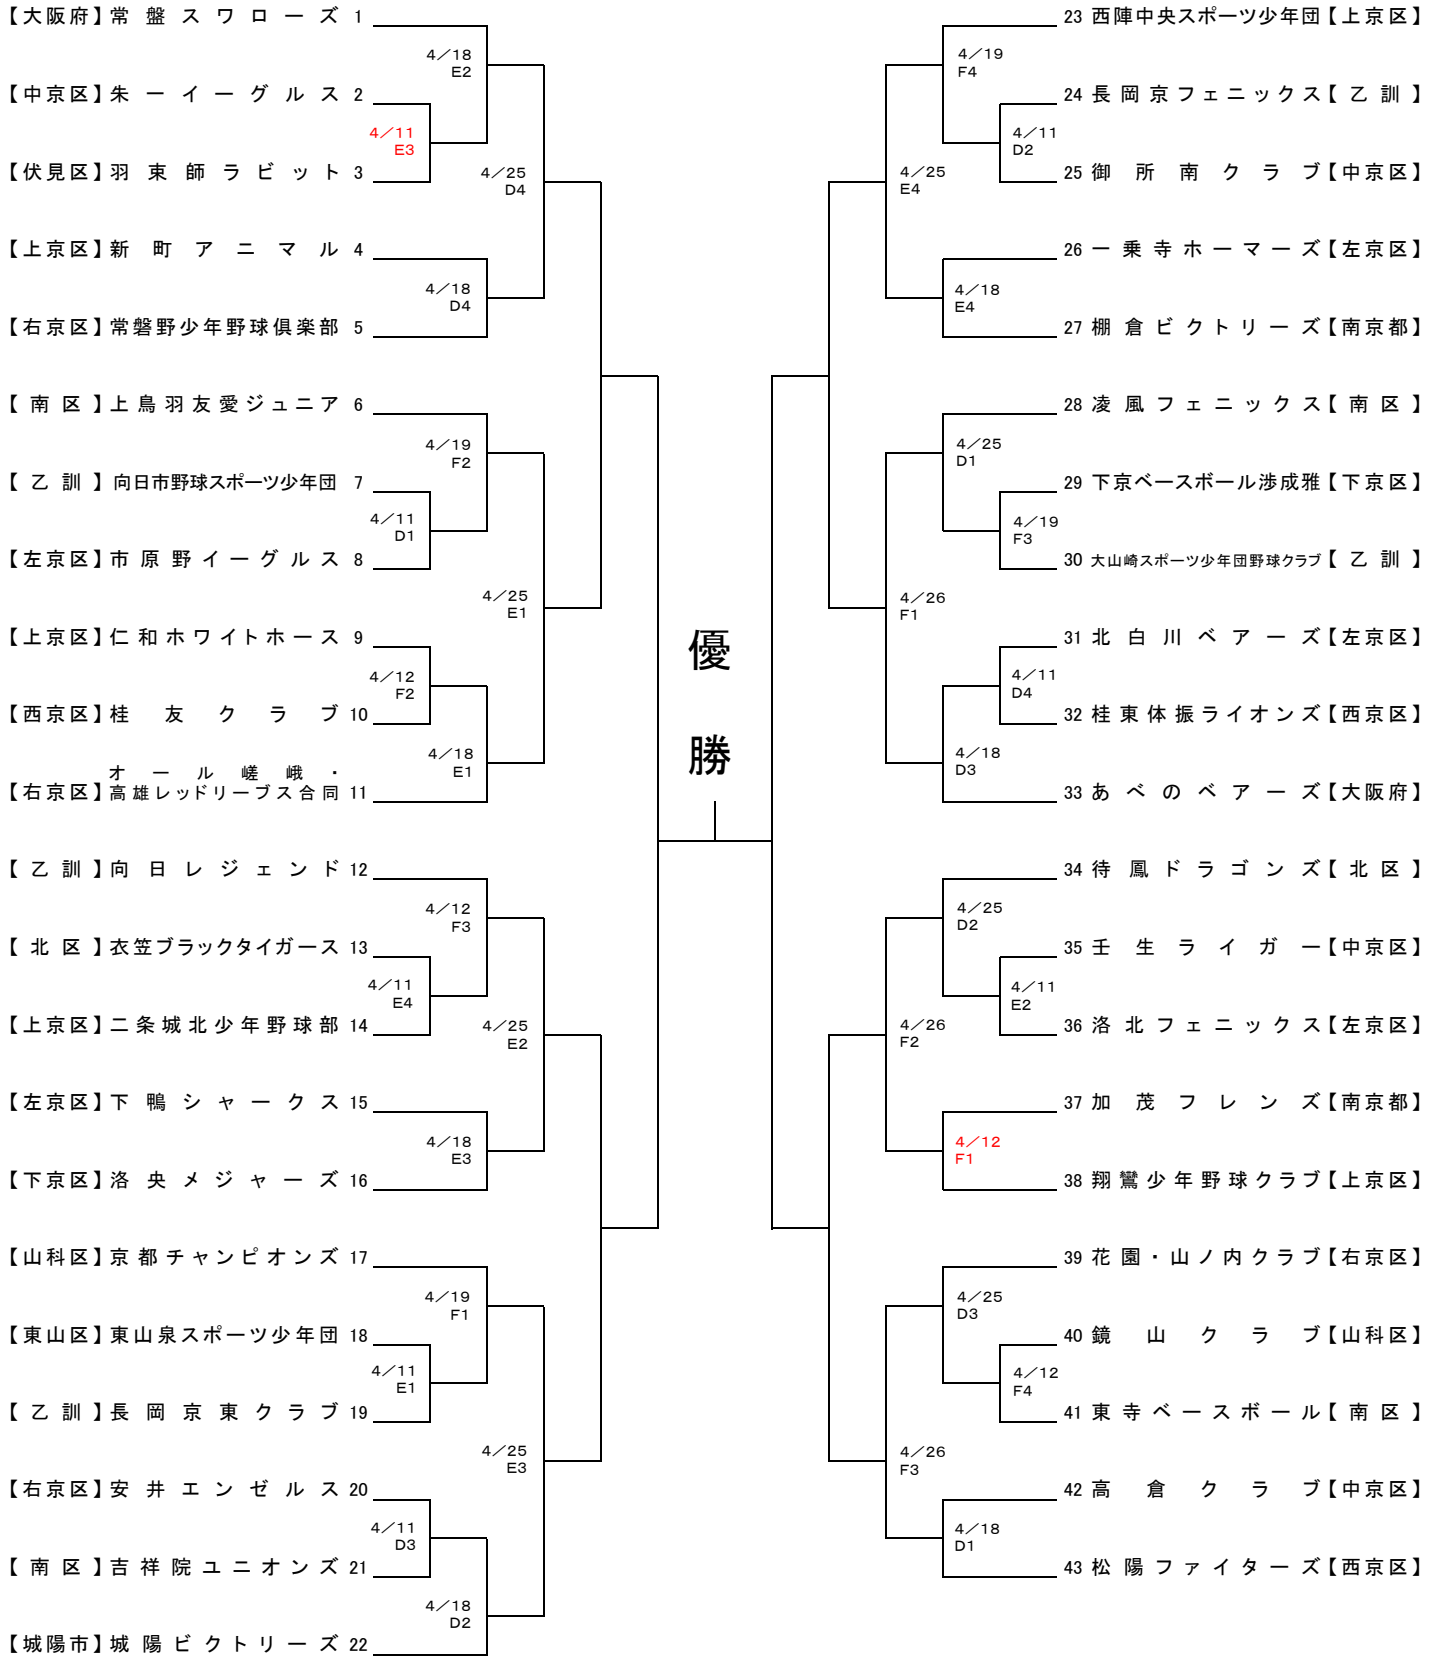 【大阪府】常盤スワローズ 1
4/18
E2
【中京区】朱一イーグルス 2
4/11
E3
【伏見区】羽束師ラビット 3
4/25
D4
【上京区】新町アニマル 4
4/18
D4
【右京区】常磐野少年野球倶楽部 5
【南区】上鳥羽友愛ジュニア 6
4/19
F2
【乙訓】向日市野球スポーツ少年団 7
4/11
D1
【左京区】市原野イーグルス 8
4/25
E1
【上京区】仁和ホワイトホース 9
4/12
F2
【西京区】桂友クラブ 10
4/18
E1
オール嵯峨・
【右京区】高雄レッドリーブス合同 11
【乙訓】向日レジェンド 12
4/12
F3
【北区】衣笠ブラックタイガース 13
4/11
E4
【上京区】二条城北少年野球部 14
4/25
E2
【左京区】下鴨シャークス 15
4/18
E3
【下京区】洛央メジャーズ 16
【山科区】京都チャンピオンズ 17
4/19
F1
【東山区】東山泉スポーツ少年団 18
4/11
E1
【乙訓】長岡京東クラブ 19
4/25
E3
【右京区】安井エンゼルス 20
4/11
D3
【南区】吉祥院ユニオンズ 21
4/18
D2
【城陽市】城陽ビクトリーズ 22
優
勝
23 西陣中央スポーツ少年団【上京区】
4/19
F4
24 長岡京フェニックス【乙訓】
4/11
D2
25 御所南クラブ【中京区】
4/25
E4
26 一乗寺ホーマーズ【左京区】
4/18
E4
27 棚倉ビクトリーズ【南京都】
28 凌風フェニックス【南区】
4/25
D1
29 下京ベースボール渉成雅【下京区】
4/19
F3
30 大山崎スポーツ少年団野球クラブ【乙訓】
4/26
F1
31 北白川ベアーズ【左京区】
4/11
D4
32 桂東体振ライオンズ【西京区】
4/18
D3
33 あべのベアーズ【大阪府】
34 待鳳ドラゴンズ【北区】
4/25
D2
35 壬生ライガー【中京区】
4/11
E2
36 洛北フェニックス【左京区】
4/26
F2
37 加茂フレンズ【南京都】
4/12
F1
38 翔鸞少年野球クラブ【上京区】
39 花園・山ノ内クラブ【右京区】
4/25
D3
40 鏡山クラブ【山科区】
4/12
F4
41 東寺ベースボール【南区】
4/26
F3
42 高倉クラブ【中京区】
4/18
D1
43 松陽ファイターズ【西京区】